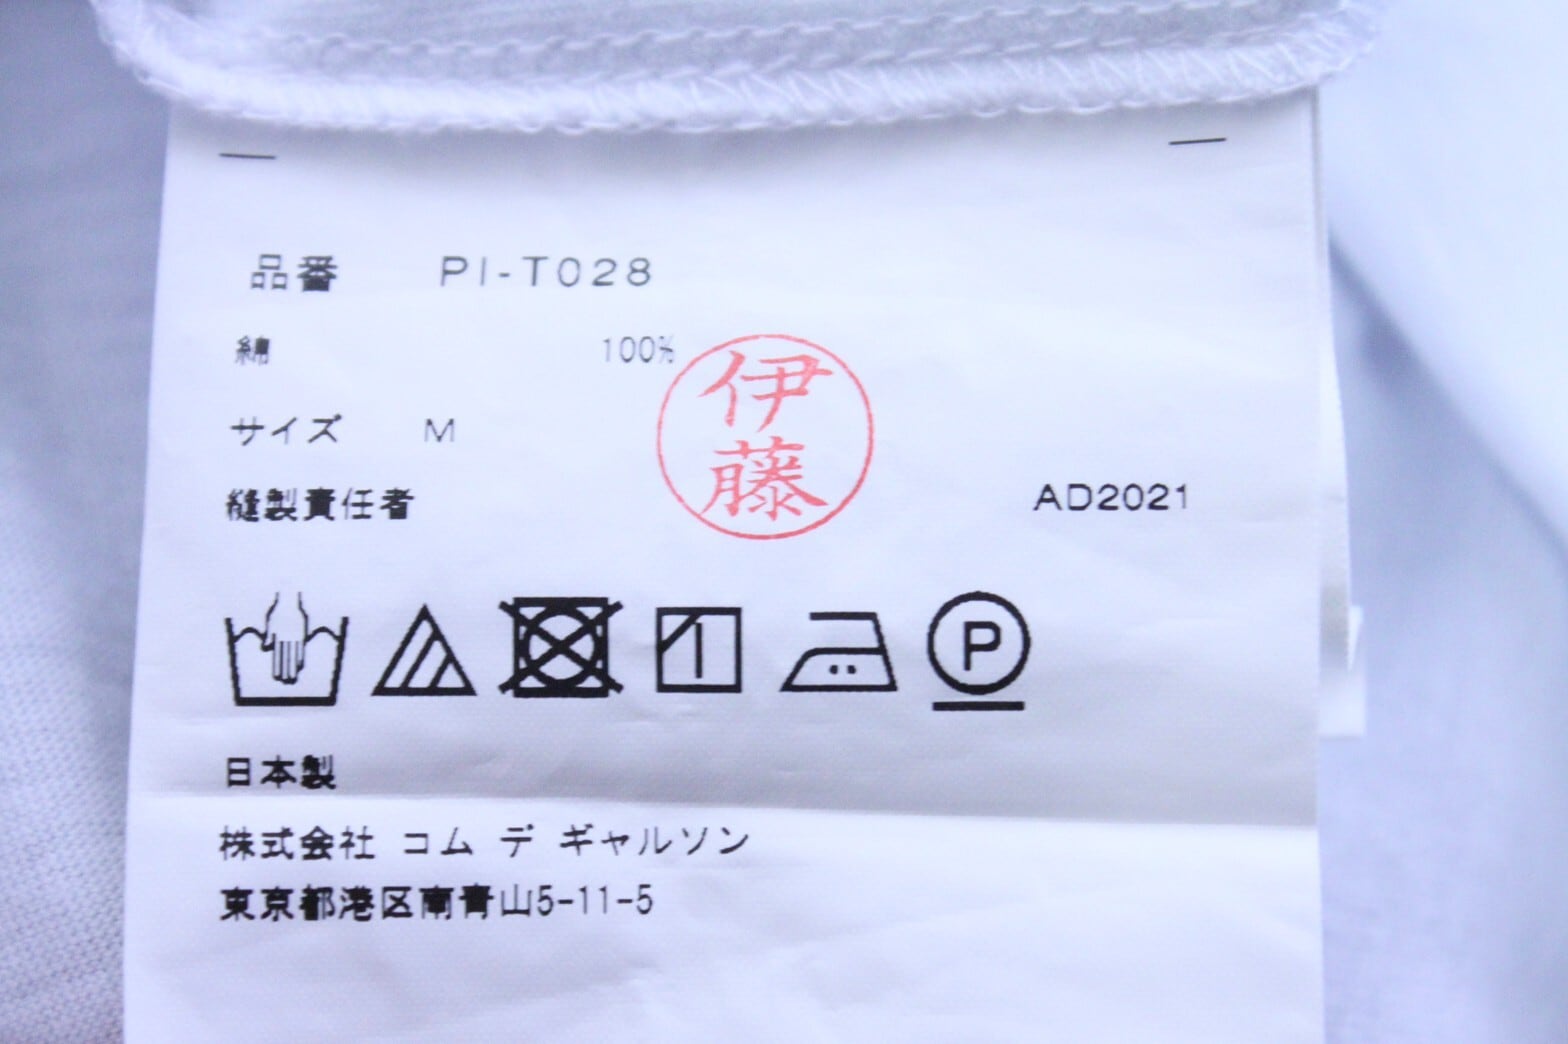 品番 PI-T028
綿 100%
伊藤
サイズ M
縫製責任者 AD2021
P
日本製
株式会社 コム デ ギャルソン
東京都港区南青山5-11-5